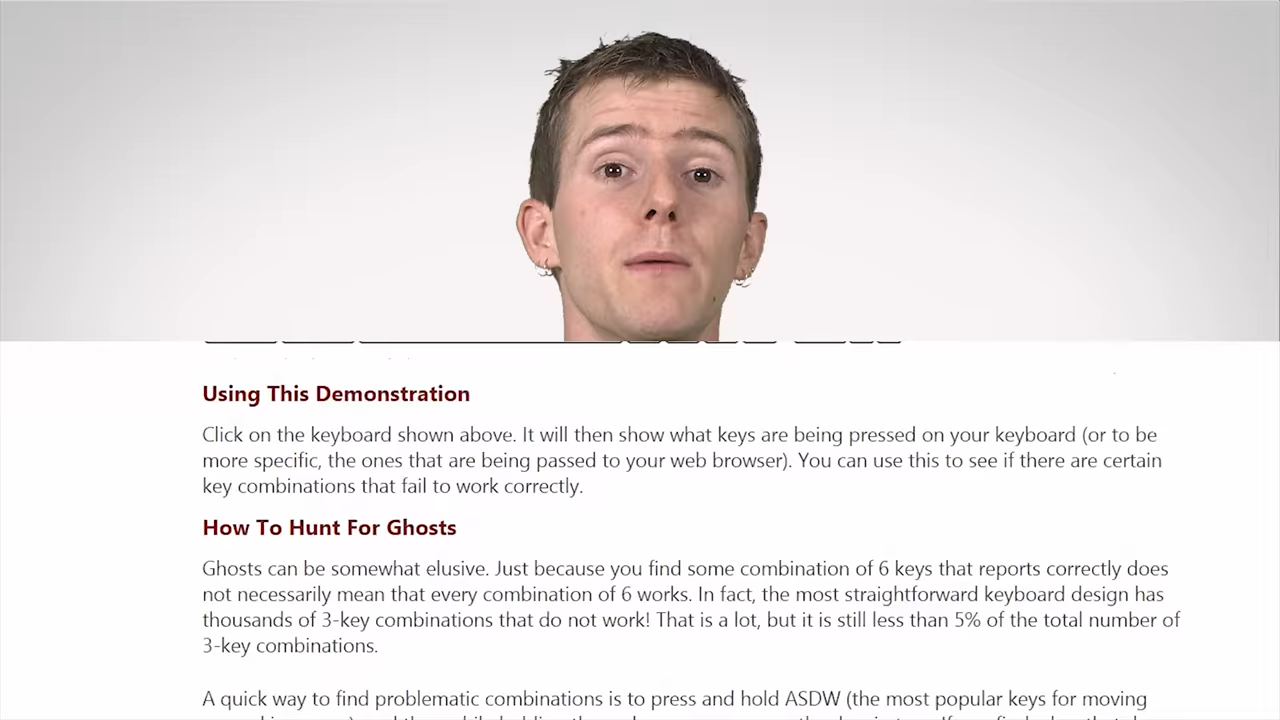 Using This Demonstration
Click on the keyboard shown above. It will then show what keys are being pressed on your keyboard (or to be
more specific, the ones that are being passed to your web browser). You can use this to see if there are certain
key combinations that fail to work correctly.
How To Hunt For Ghosts
Ghosts can be somewhat elusive. Just because you find some combination of 6 keys that reports correctly does
not necessarily mean that every combination of 6 works. In fact, the most straightforward keyboard design has
thousands of 3-key combinations that do not work! That is a lot, but it is still less than 5% of the total number of
3-key combinations.
A quick way to find problematic combinations is to press and hold ASDW (the most popular keys for moving